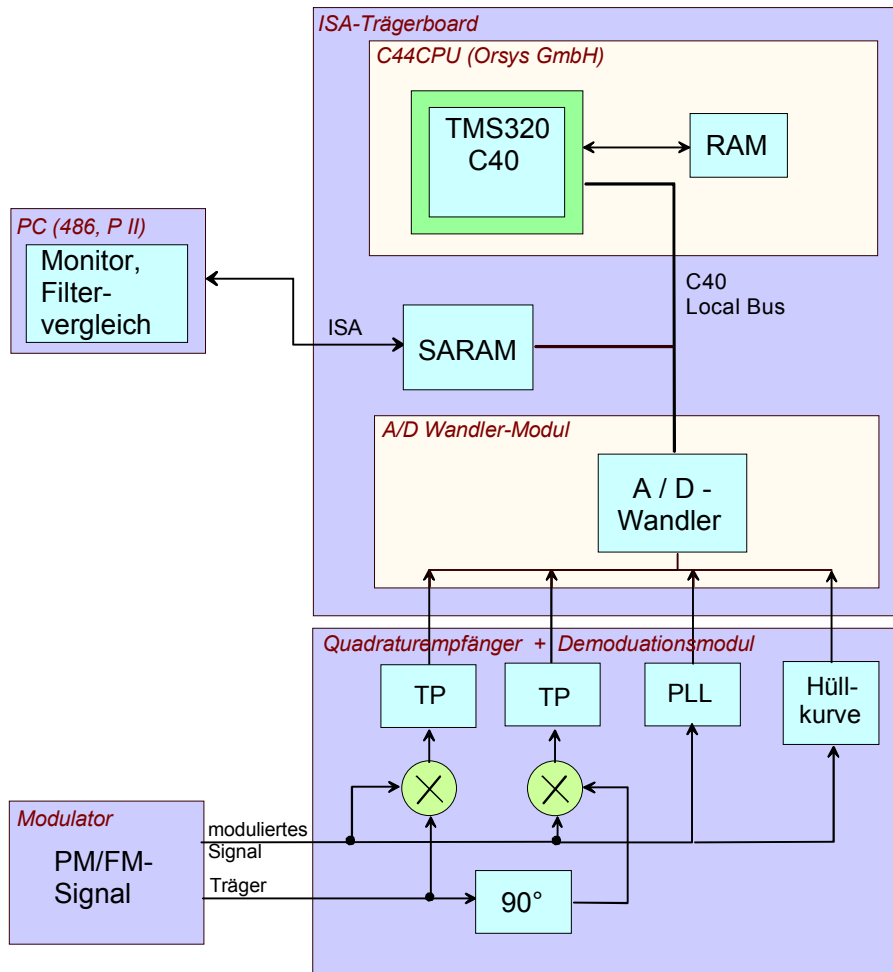 ISA-Trägerboard
C44CPU (Orsys GmbH)
TMS320
C40
RAM
PC (486, P II)
Monitor,
Filter-
vergleich
C40
Local Bus
ISA
SARAM
A/D Wandler-Modul
A / D -
Wandler
Quadraturempfänger + Demoduationsmodul
TP
TP
PLL
Hüll-
kurve
Modulator
PM/FM-
Signal
moduliertes
Signal
Träger
90°